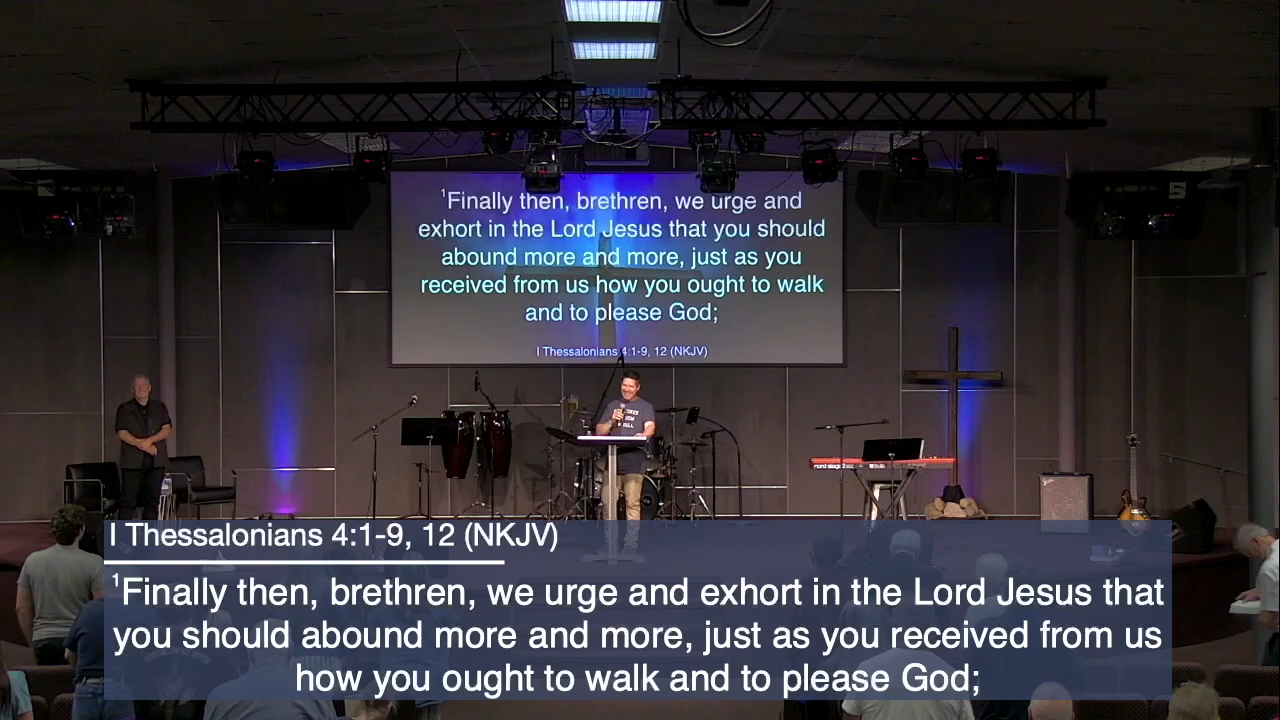 ¹Finally then, brethren, we urge and
exhort in the Lord Jesus that you should
abound more and more, just as you
received from us how you ought to walk
and to please God;
I Thessalonians 4:1-9, 12 (NKJV)
I Thessalonians 4:1-9, 12 (NKJV)
¹Finally then, brethren, we urge and exhort in the Lord Jesus that
you should abound more and more, just as you received from us
how you ought to walk and to please God;